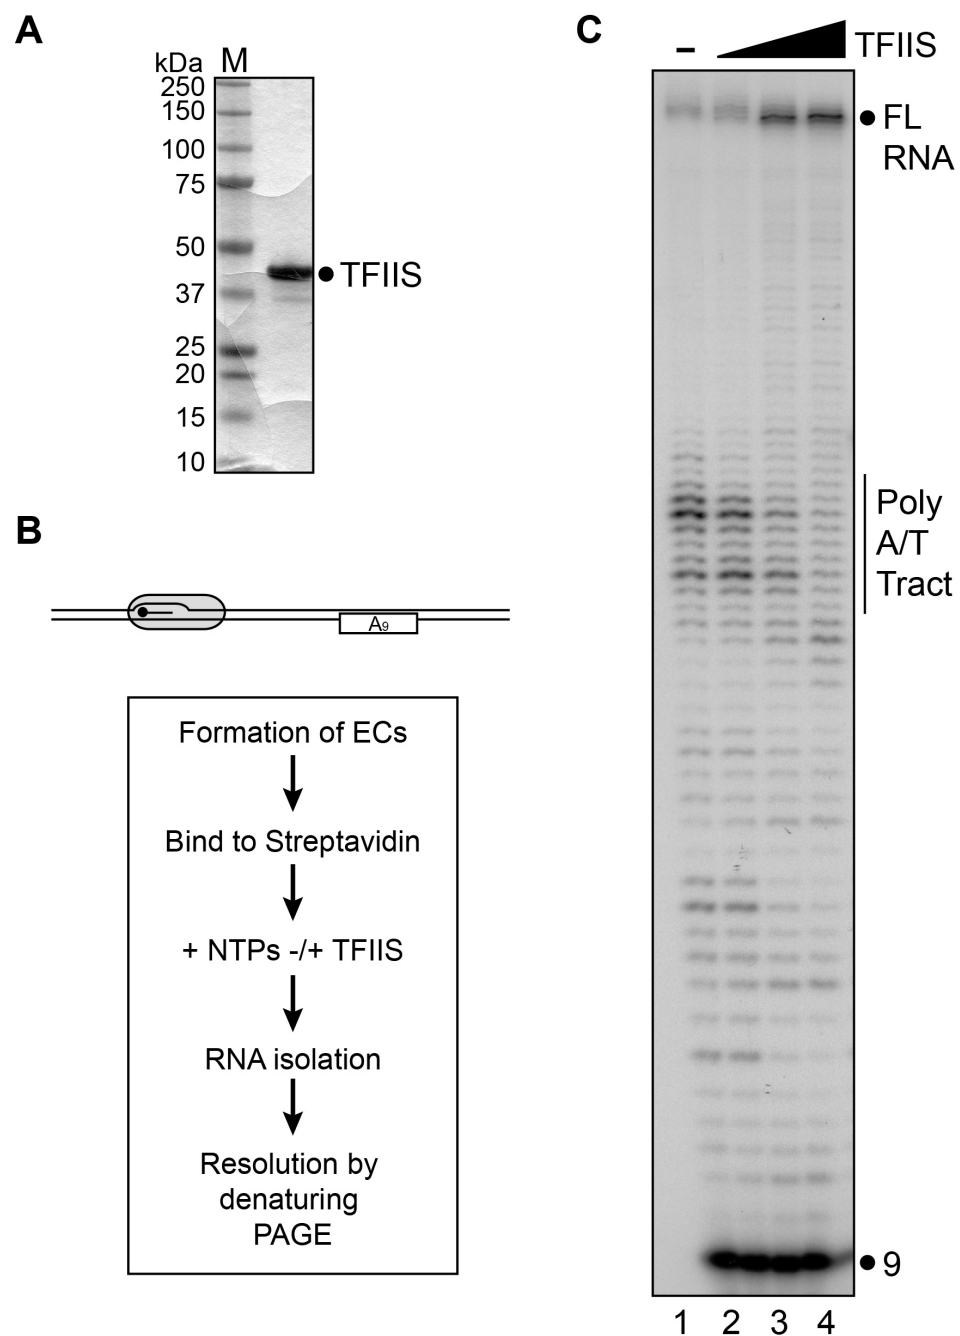 A
kDa M
250
150
100
75
50
37
25
20
15
10
TFIIS
B
A9
Formation of ECs
Bind to Streptavidin
+ NTPs -/+ TFIIS
RNA isolation
Resolution by
denaturing
PAGE
C
– TFIIS
FL
RNA
Poly
A/T
Tract
9
1 2 3 4